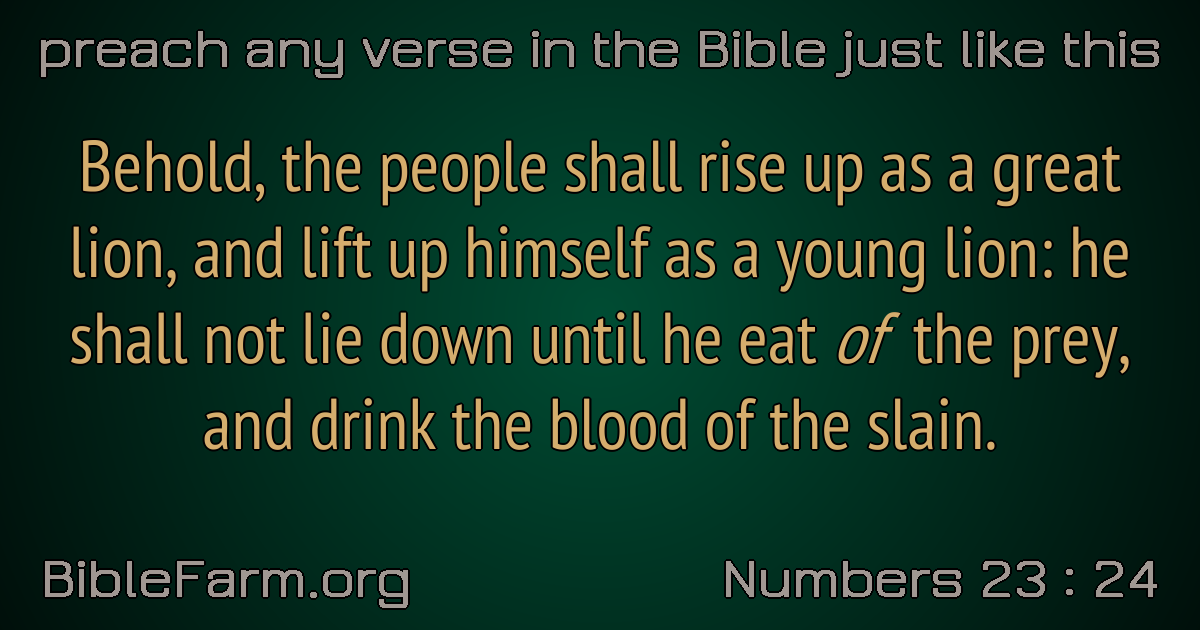 preach any verse in the Bible just like this
Behold, the people shall rise up as a great
lion, and lift up himself as a young lion: he
shall not lie down until he eat of the prey,
and drink the blood of the slain.
BibleFarm.org
Numbers 23 : 24